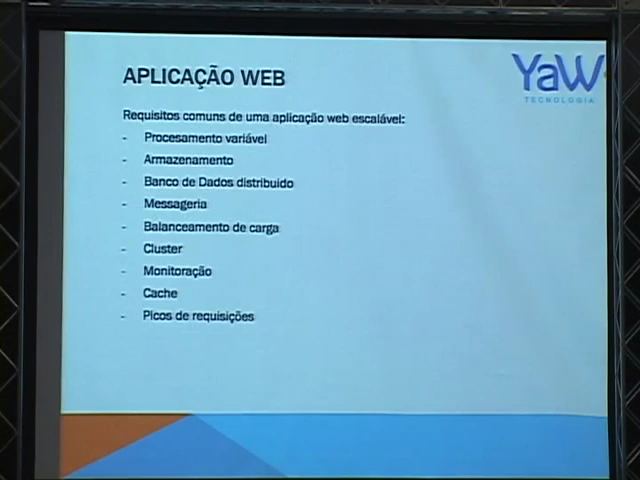 APLICAÇÃO WEB
YaW
TECNOLOGIA
Requisitos comuns de uma aplicação web escalável:
- Procesamento variável
- Armazenamento
- Banco de Dados distribuido
- Messageria
- Balanceamento de carga
- Cluster
- Monitoração
- Cache
- Picos de requisições